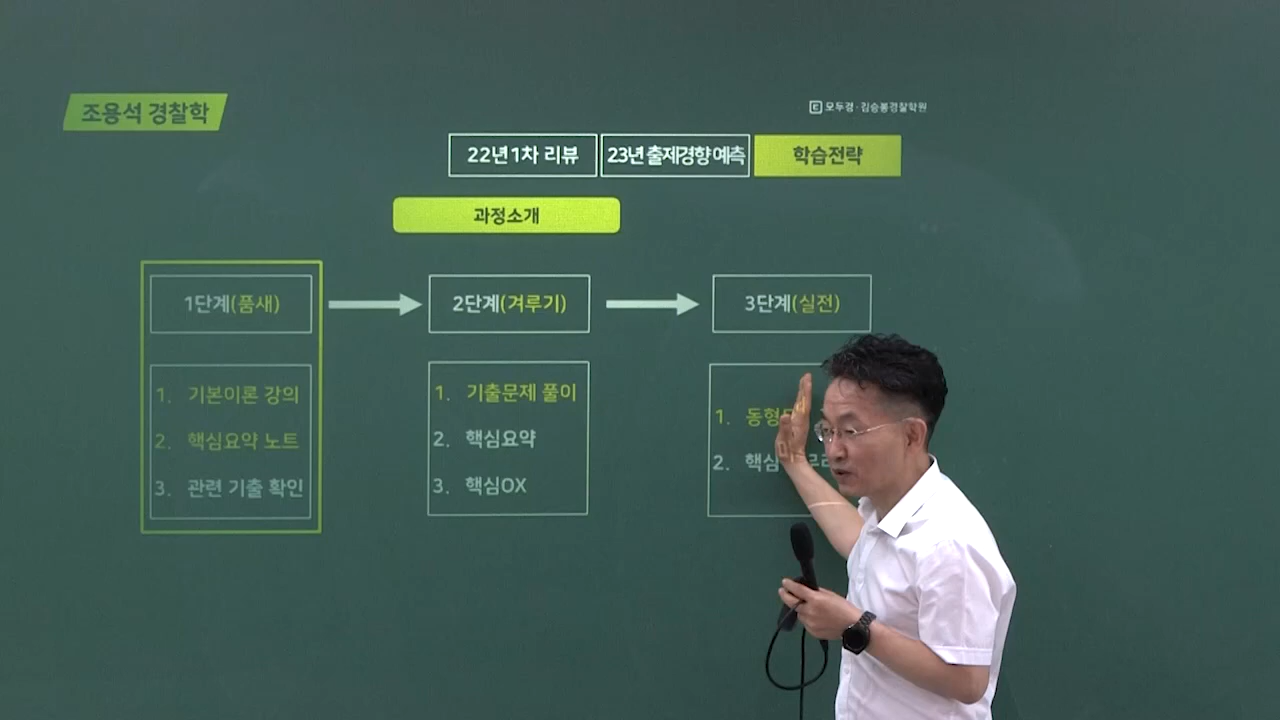 조용석 경찰학
모두경·김승봉경찰학원
22년 1차 리뷰
23년 출제경향 예측
학습전략
과정소개
1단계(품새)
2단계(겨루기)
3단계(실전)
1. 기본이론 강의
2. 핵심요약 노트
3. 관련 기출 확인
1. 기출문제 풀이
2. 핵심요약
3. 핵심OX
1. 동형
2. 핵심